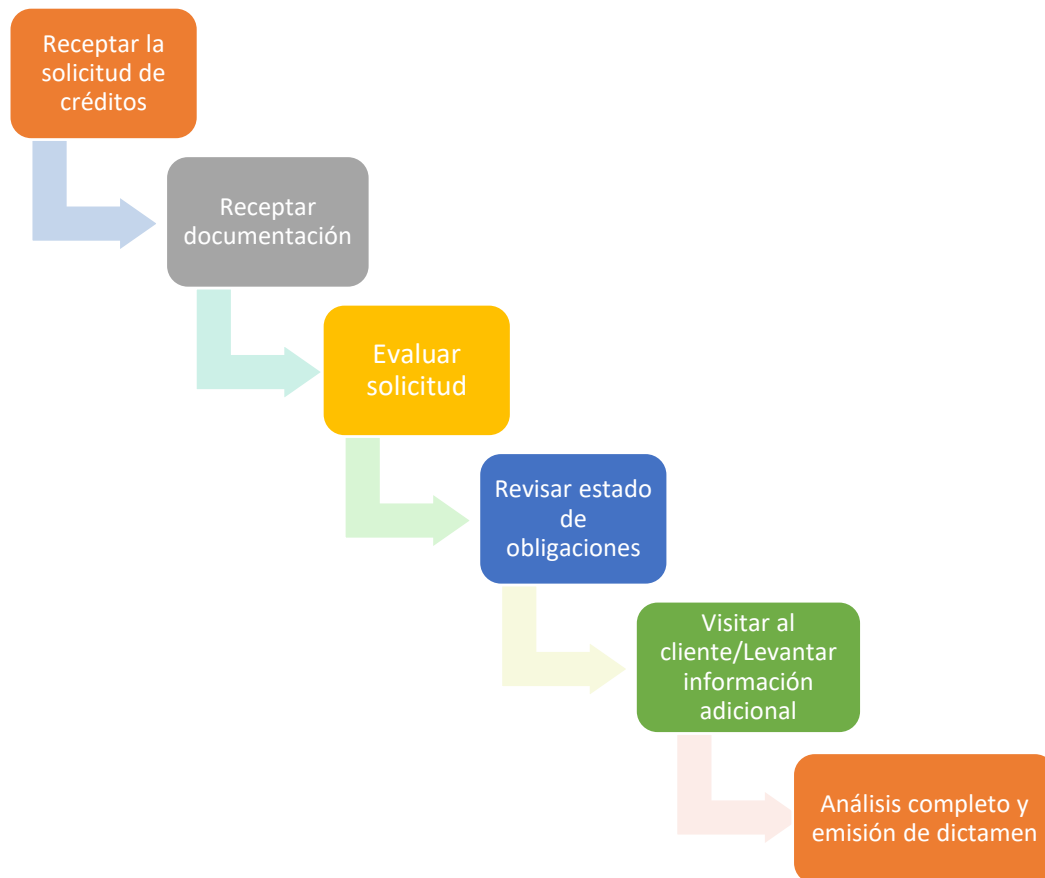 Receptar la
solicitud de
créditos
Receptar
documentación
Evaluar
solicitud
Revisar estado
de
obligaciones
Visitar al
cliente/Levantar
información
adicional
Análisis completo y
emisión de dictamen